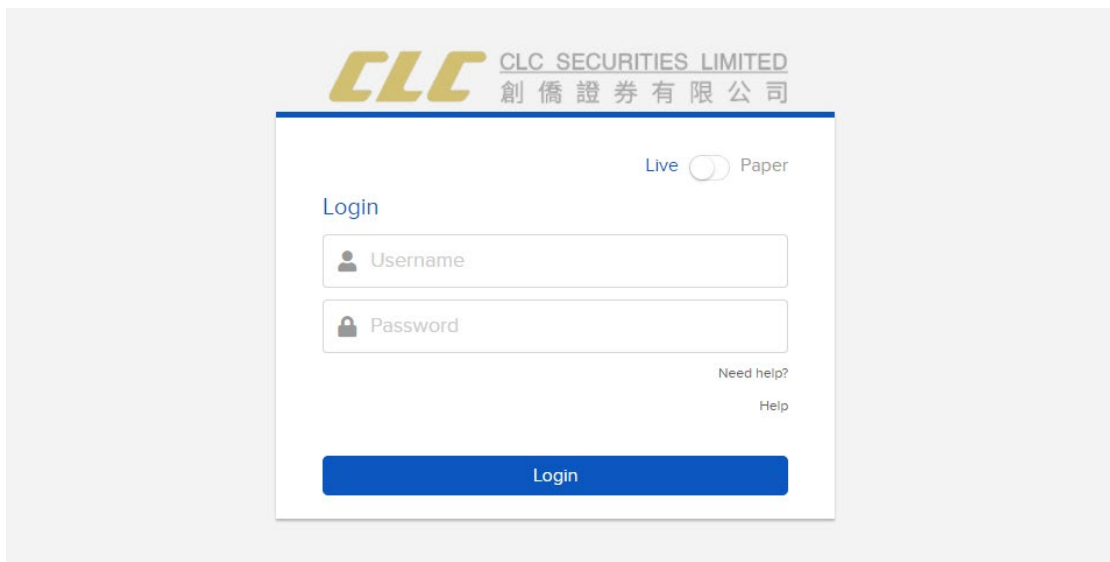 CLC
CLC SECURITIES LIMITED
創僑證券有限公司
Live Paper
Login
Username
Password
Need help?
Help
Login